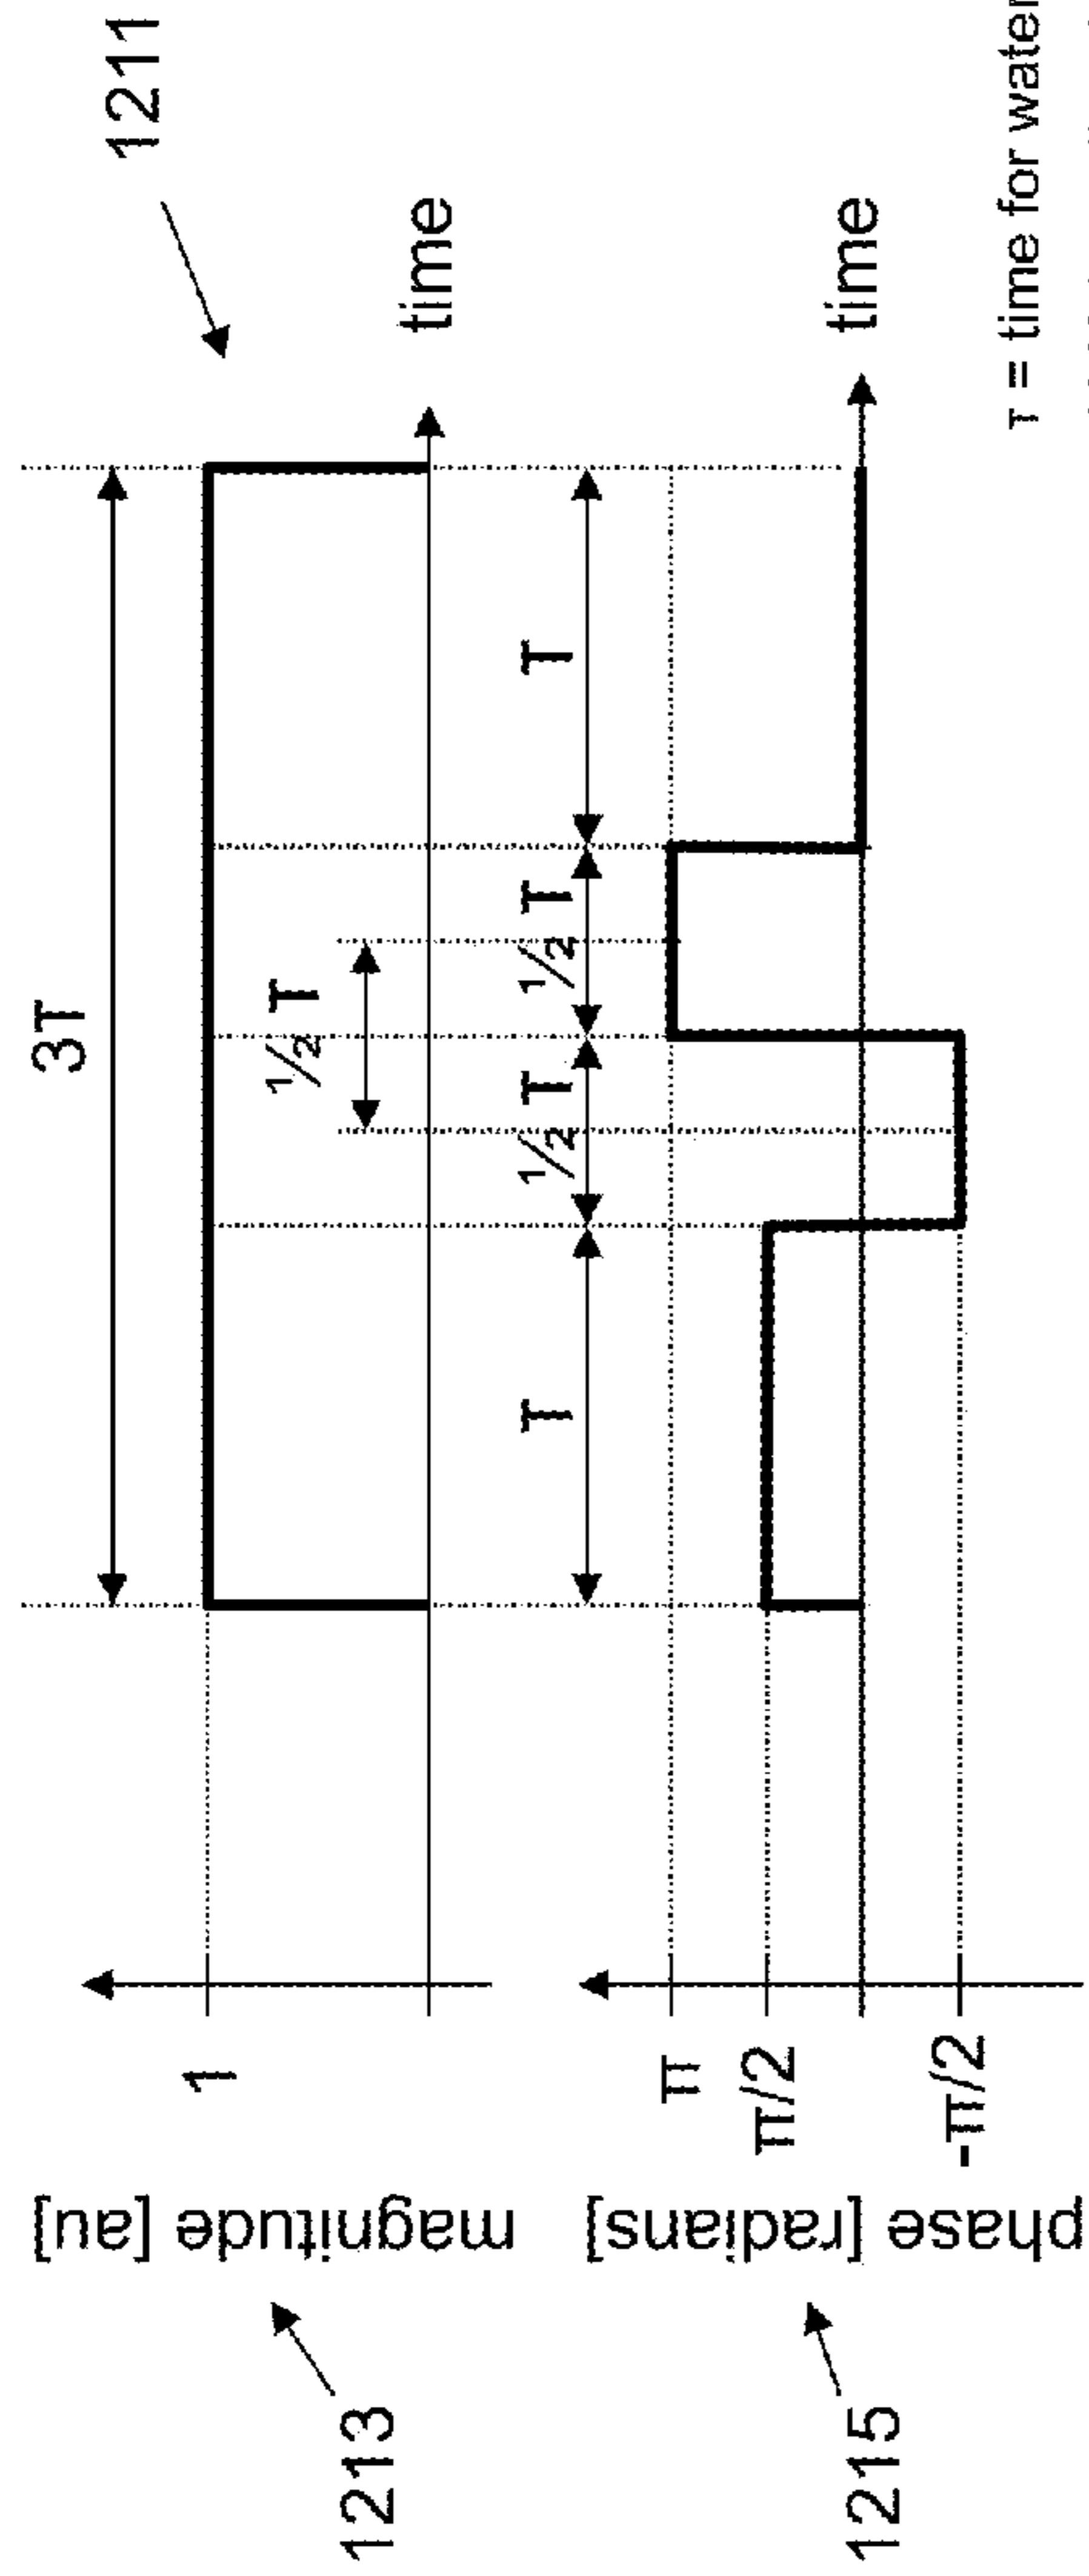 1211
3τ
1
magnitude [au]
1213
½ τ
time
τ
½ τ
½ τ
τ
π
π/2
-π/2
phase [radians]
1215
time
τ = time for water